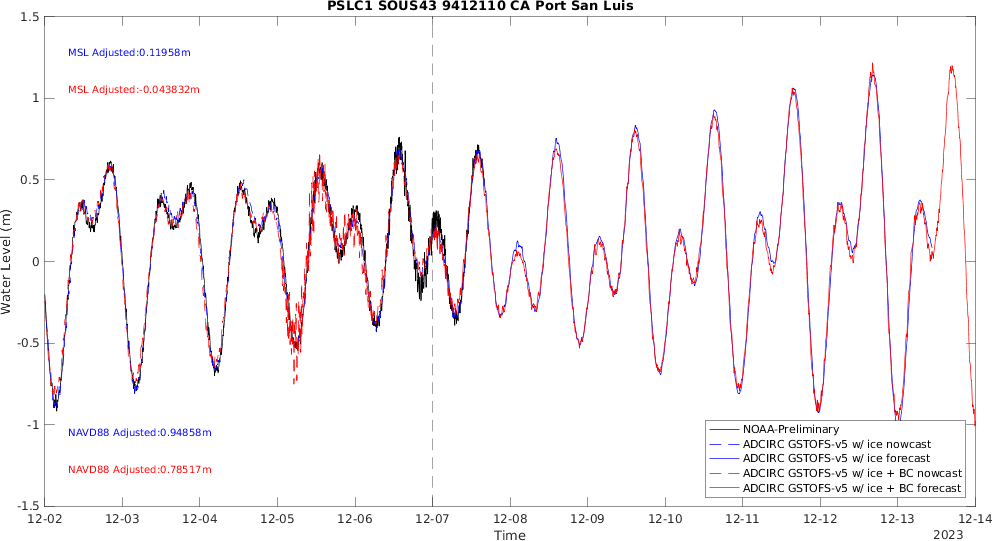 PSLC1 SOUS43 9412110 CA Port San Luis
1.5
MSL Adjusted:0.11958m
MSL Adjusted:-0.043832m
1
0.5
Water Level (m)
0
-0.5
-1
NAVD88 Adjusted:0.94858m
NAVD88 Adjusted:0.78517m
NOAA-Preliminary
ADCIRC GSTOFS-v5 w/ ice nowcast
ADCIRC GSTOFS-v5 w/ ice forecast
ADCIRC GSTOFS-v5 w/ ice + BC nowcast
ADCIRC GSTOFS-v5 w/ ice + BC forecast
-1.5
12-02 12-03 12-04 12-05 12-06 12-07 12-08 12-09 12-10 12-11 12-12 12-13 12-14
Time
2023